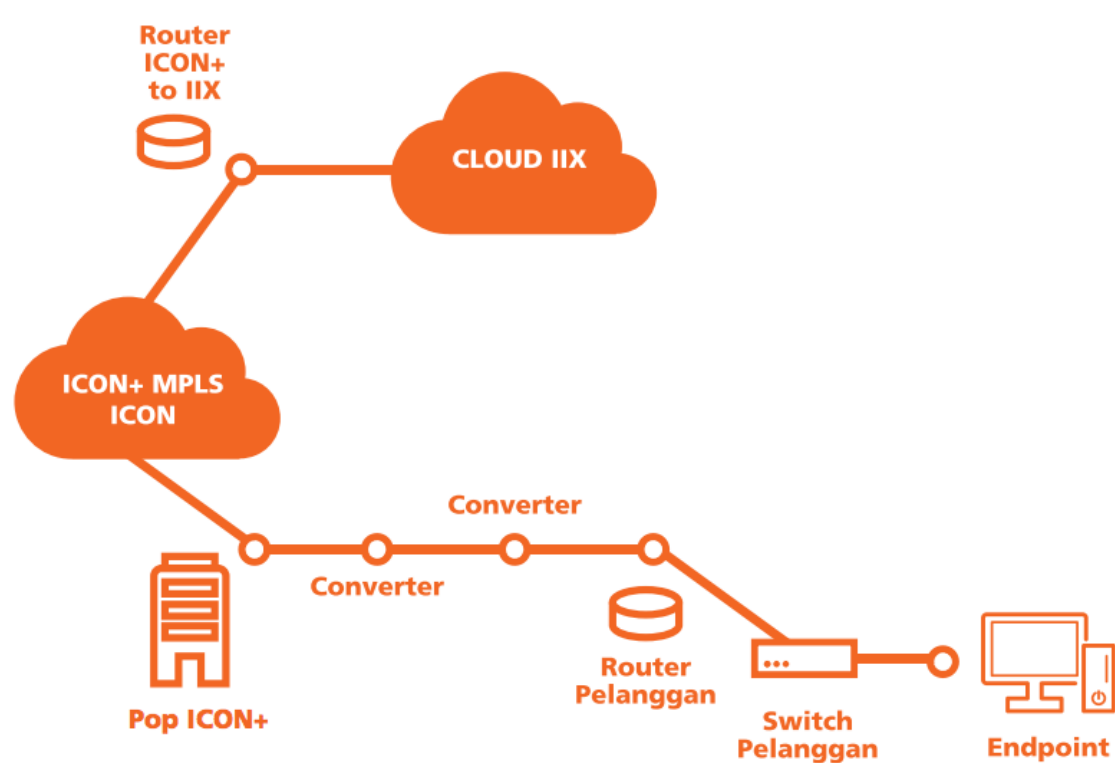 Router
ICON+
to IIX
CLOUD IIX
ICON+ MPLS
ICON
Converter
Converter
Pop ICON+
Router
Pelanggan
Switch
Pelanggan
Endpoint